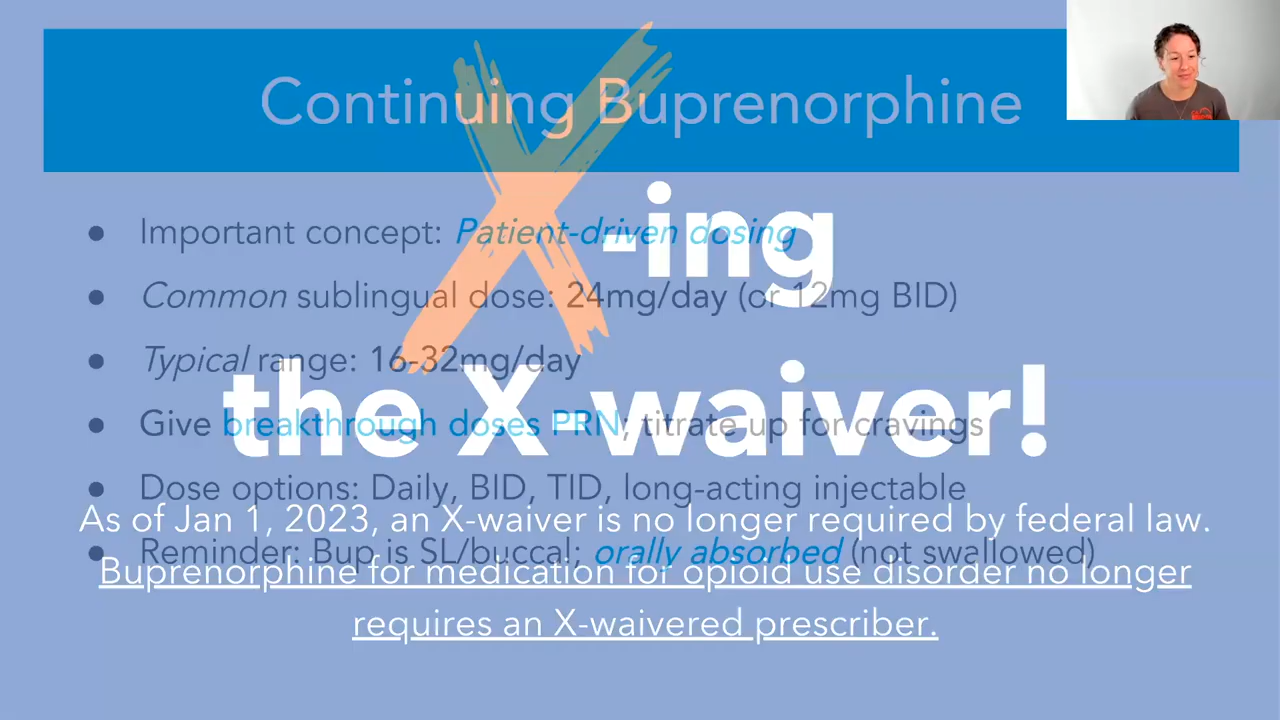 Continuing Buprenorphine
X-ing
the X-waiver!
● Important concept: Patient-driven dosing
● Common sublingual dose: 24mg/day (or 12mg BID)
● Typical range: 16-32mg/day
● Give breakthrough doses PRN; titrate up for cravings
● Dose options: Daily, BID, TID, long-acting injectable
● Reminder: Bup is SL/buccal; orally absorbed (not swallowed)
As of Jan 1, 2023, an X-waiver is no longer required by federal law.
Buprenorphine for medication for opioid use disorder no longer
requires an X-waivered prescriber.